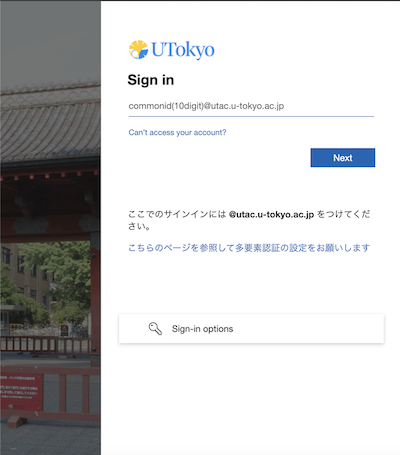 UTokyo
Sign in
commonid(10digit)@utac.u-tokyo.ac.jp
Can't access your account?
Next
ここでのサインインには @utac.u-tokyo.ac.jp をつけてくだ
さい。
こちらのページを参照して多要素認証の設定をお願いします
Sign-in options